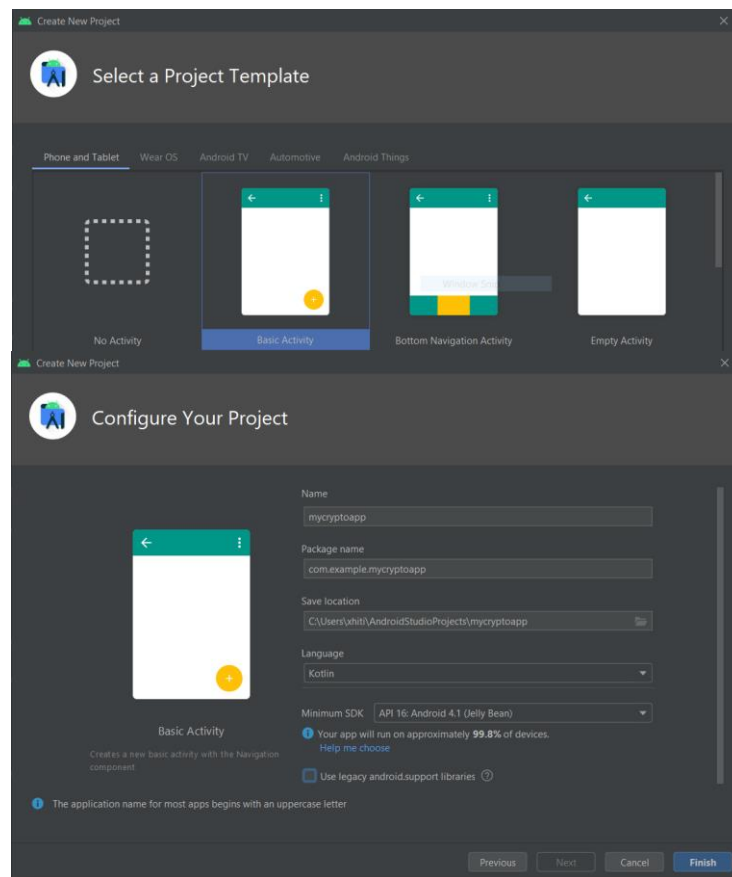 Create New Project
Select a Project Template
Phone and Tablet Wear OS Android TV Automotive Android Things
Window Snip
No Activity Basic Activity Bottom Navigation Activity Empty Activity
Create New Project
Configure Your Project
Name
mycryptoapp
Package name
com.example.mycryptoapp
Save location
C:\Users\xhiti\AndroidStudioProjects\mycryptoapp
Language
Kotlin
Minimum SDK API 16: Android 4.1 (Jelly Bean)
Your app will run on approximately 99.8% of devices.
Help me choose
Use legacy android.support libraries
Basic Activity
Creates a new basic activity with the Navigation
component
The application name for most apps begins with an uppercase letter
Previous Next Cancel Finish